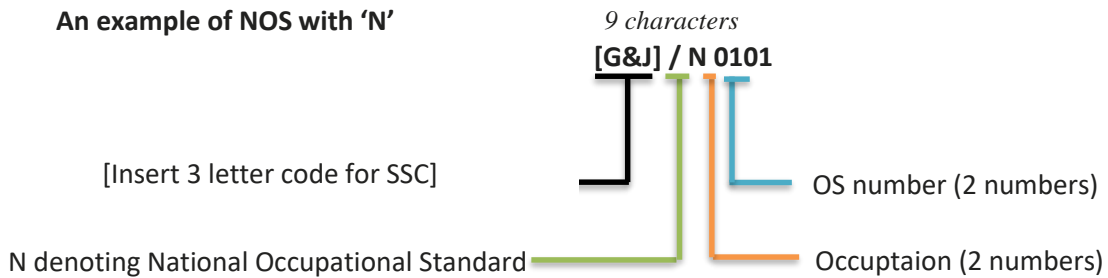 An example of NOS with ‘N’
9 characters
[G&J] / N 0101
[Insert 3 letter code for SSC]
OS number (2 numbers)
N denoting National Occupational Standard
Occuptaion (2 numbers)